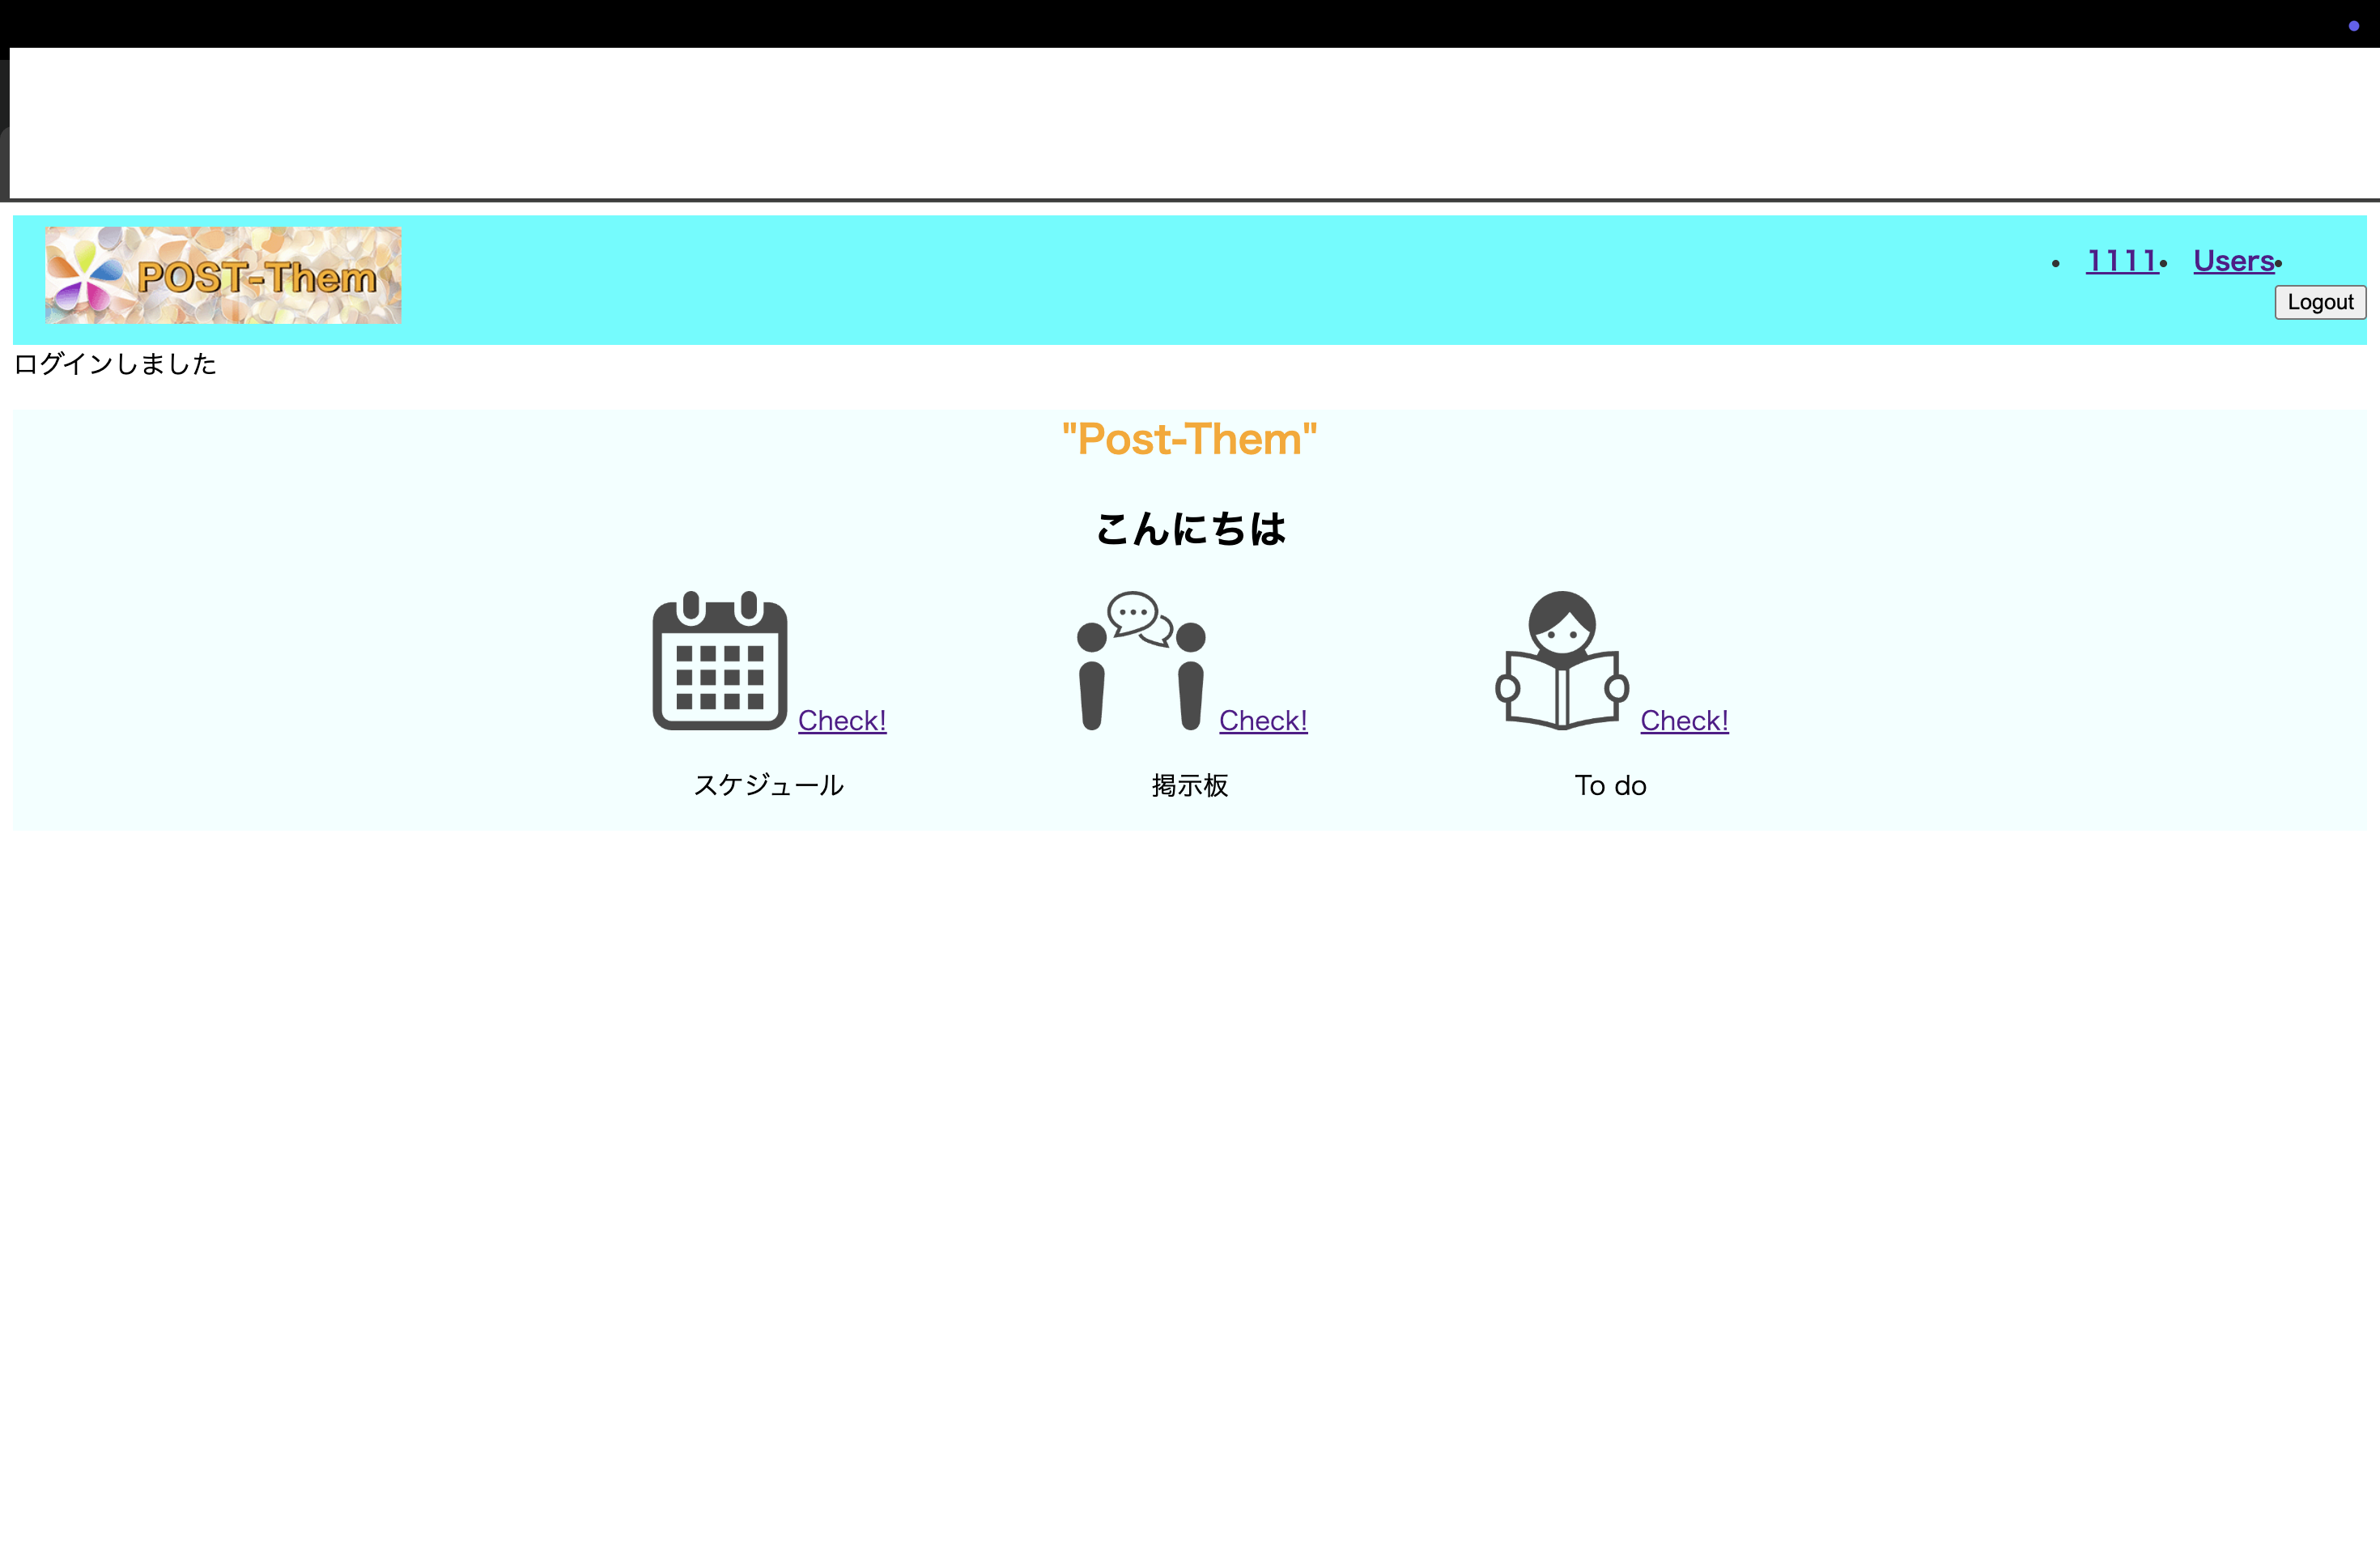 POST-Them
1111 Users
Logout
ログインしました
"Post-Them"
こんにちは
Check! Check! Check!
スケジュール 掲示板 To do